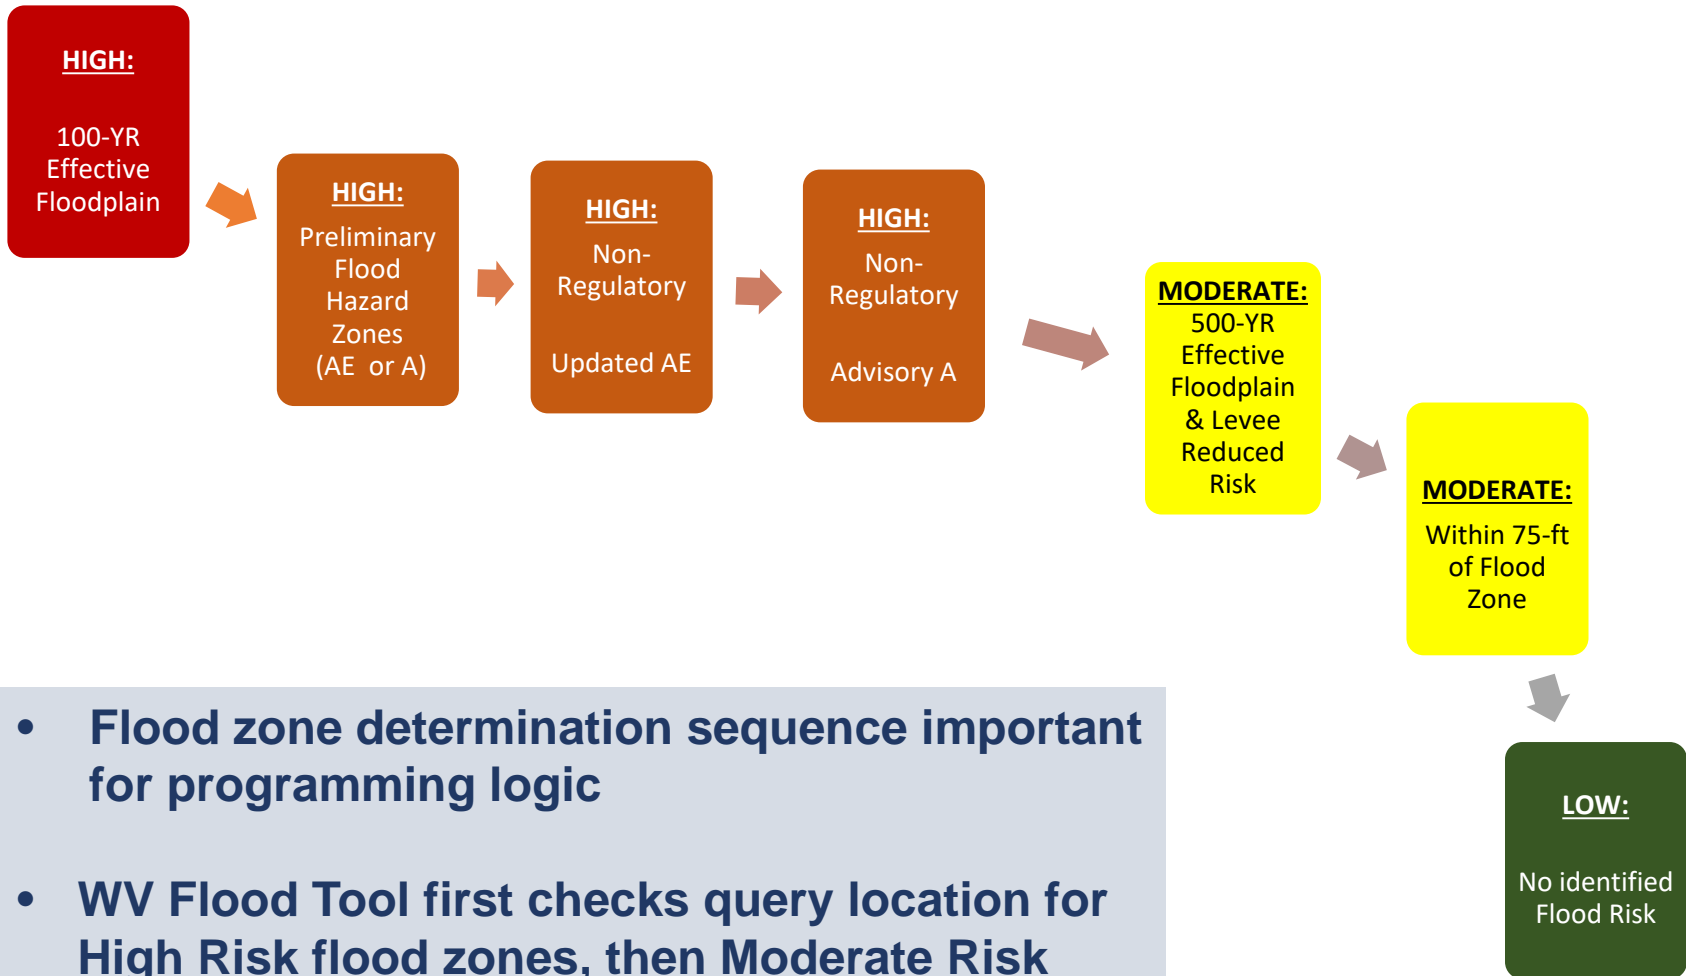 HIGH:
100-YR
Effective
Floodplain
HIGH:
Preliminary
Flood
Hazard
Zones
(AE or A)
HIGH:
Non-
Regulatory
Updated AE
HIGH:
Non-
Regulatory
Advisory A
MODERATE:
500-YR
Effective
Floodplain
& Levee
Reduced
Risk
MODERATE:
Within 75-ft
of Flood
Zone
LOW:
No identified
Flood Risk
• Flood zone determination sequence important
for programming logic
• WV Flood Tool first checks query location for
High Risk flood zones, then Moderate Risk